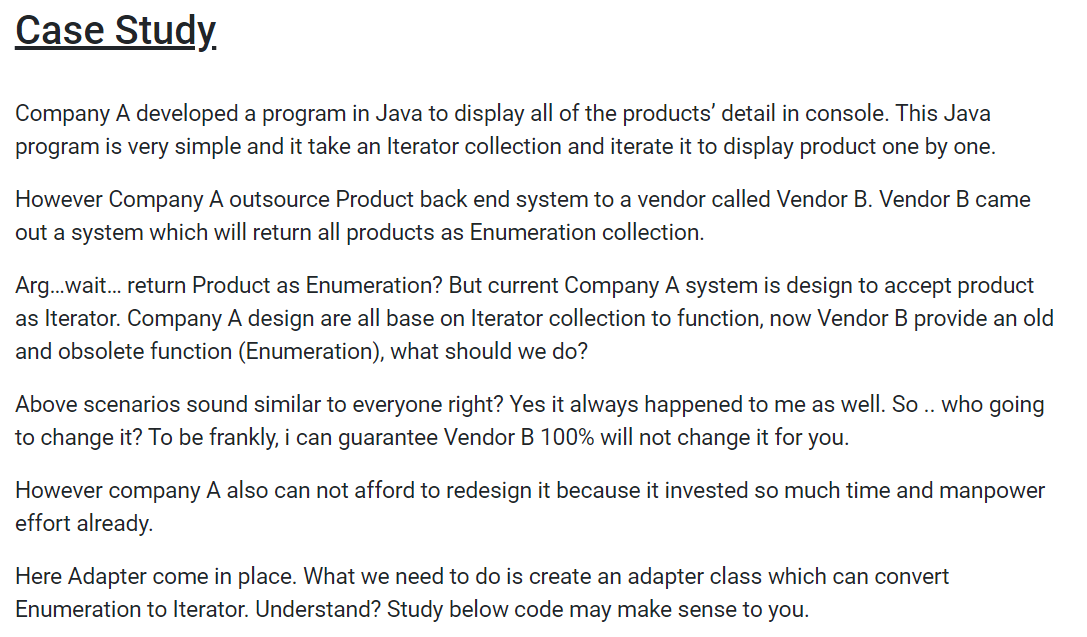 Case Study
Company A developed a program in Java to display all of the products’ detail in console. This Java
program is very simple and it take an Iterator collection and iterate it to display product one by one.
However Company A outsource Product back end system to a vendor called Vendor B. Vendor B came
out a system which will return all products as Enumeration collection.
Arg…wait… return Product as Enumeration? But current Company A system is design to accept product
as Iterator. Company A design are all base on Iterator collection to function, now Vendor B provide an old
and obsolete function (Enumeration), what should we do?
Above scenarios sound similar to everyone right? Yes it always happened to me as well. So .. who going
to change it? To be frankly, i can guarantee Vendor B 100% will not change it for you.
However company A also can not afford to redesign it because it invested so much time and manpower
effort already.
Here Adapter come in place. What we need to do is create an adapter class which can convert
Enumeration to Iterator. Understand? Study below code may make sense to you.